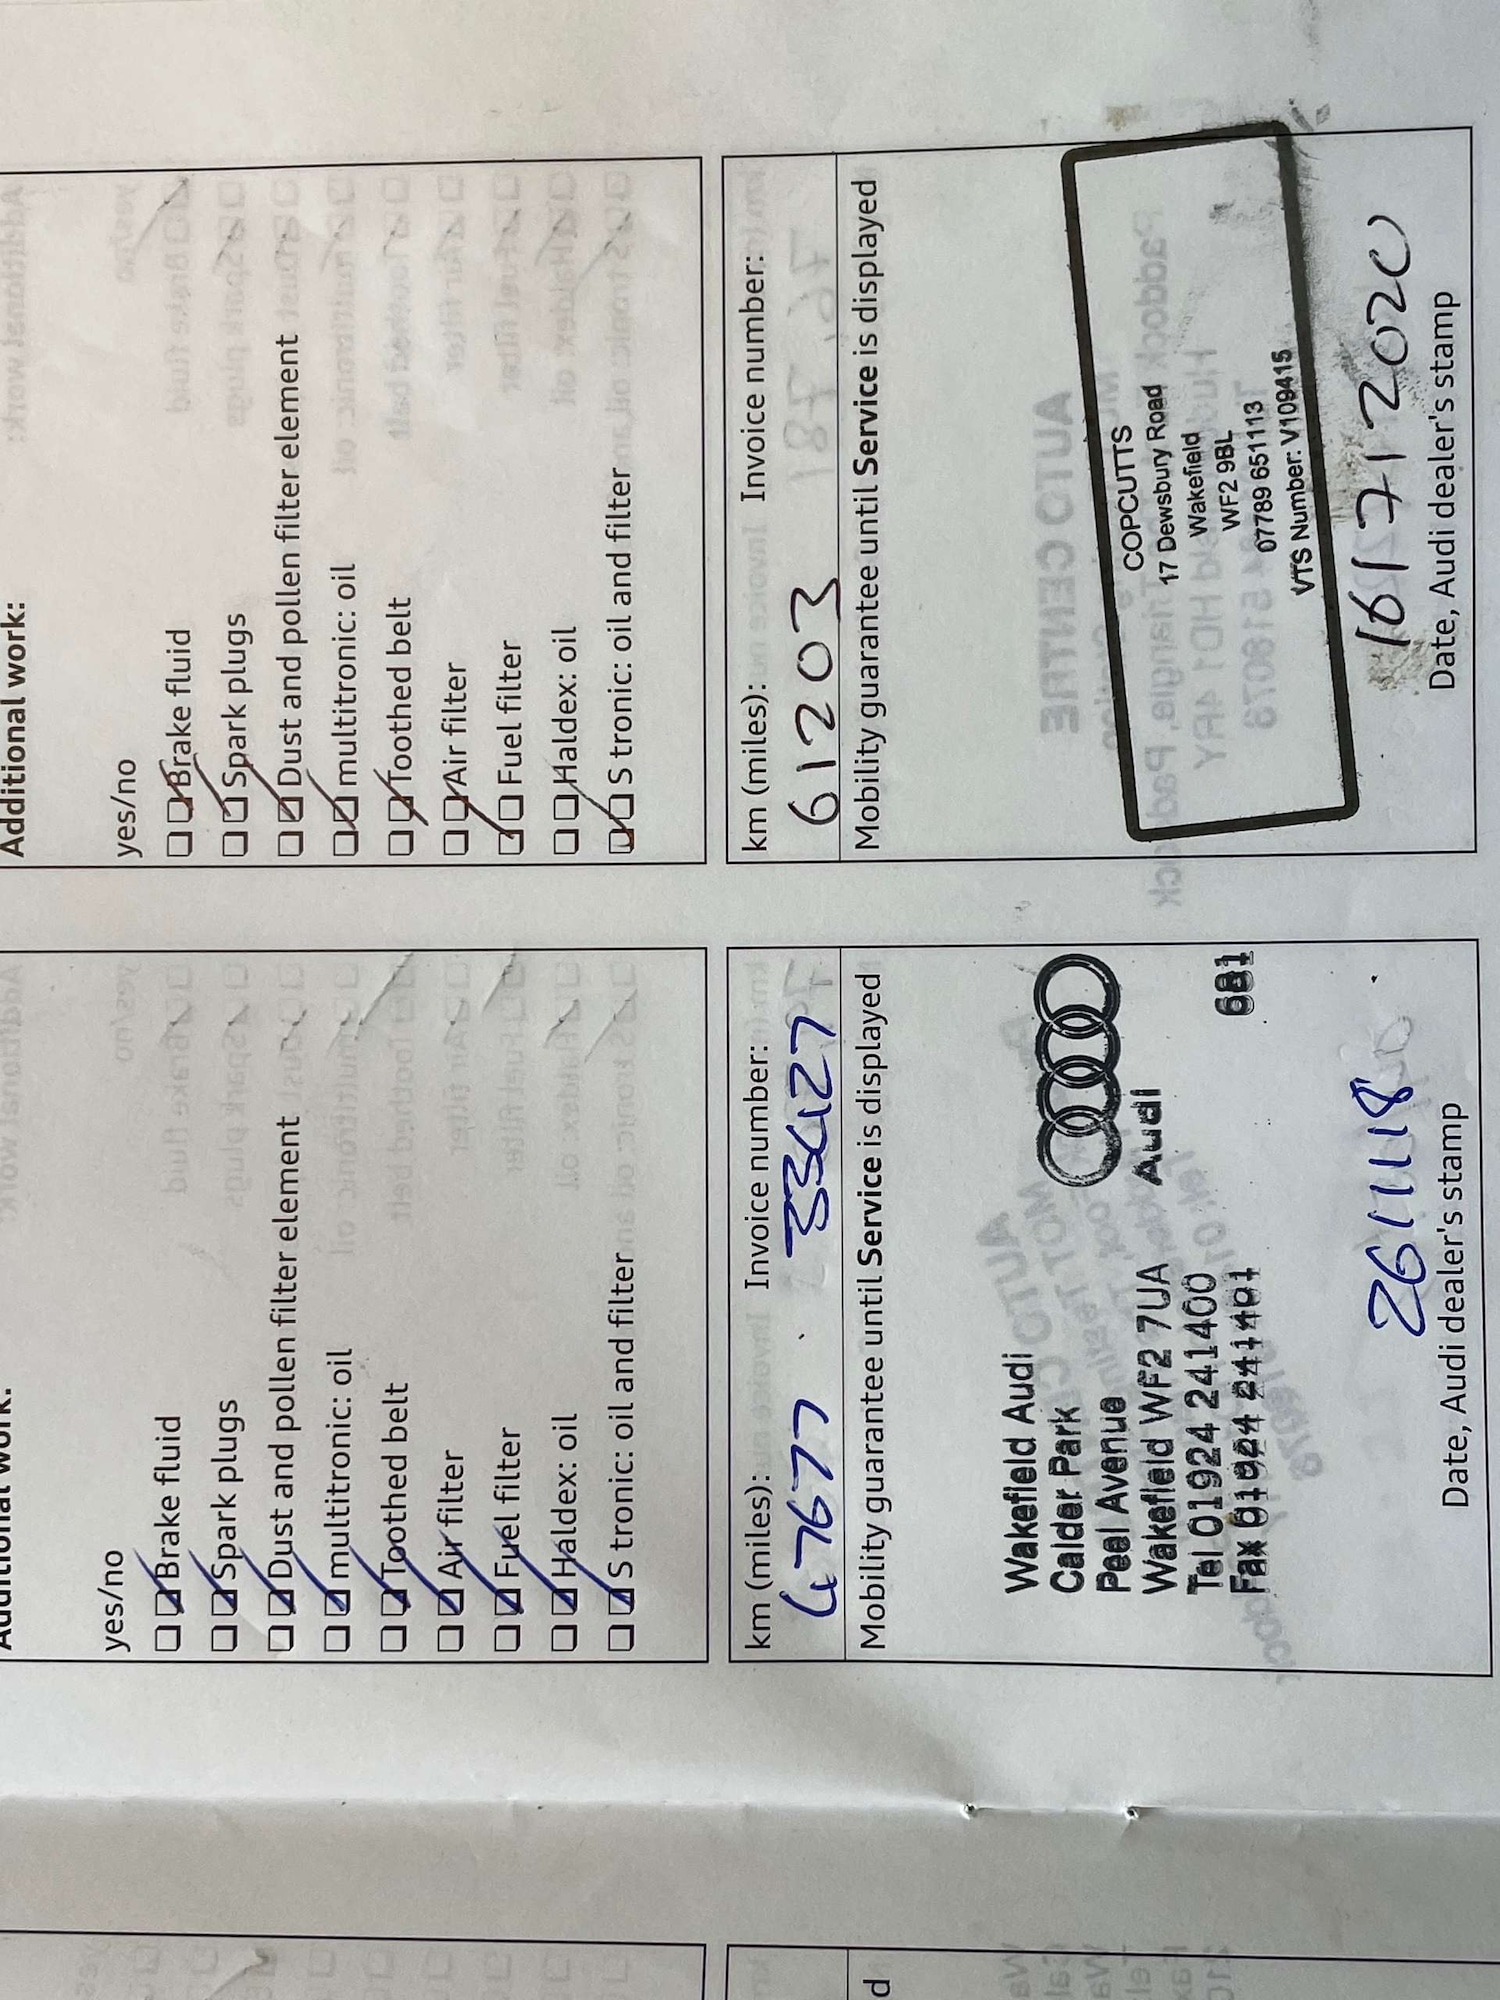 Additional work:
yes/no
Brake fluid
Spark plugs
Dust and pollen filter element
multitronic: oil
Toothed belt
Air filter
Fuel filter
Haldex: oil
S tronic: oil and filter
km (miles): Invoice number:
47677 33427
Mobility guarantee until Service is displayed
Wakefield Audi
Calder Park
Peel Avenue
Wakefield WF2 7UA
Tel 01924 241400
Fax 01924 241401
Audi
681
26/11/18
Date, Audi dealer's stamp
Additional work:
yes/no
Brake fluid
Spark plugs
Dust and pollen filter element
multitronic: oil
Toothed belt
Air filter
Fuel filter
Haldex: oil
S tronic: oil and filter
km (miles): Invoice number:
61203
Mobility guarantee until Service is displayed
COPCUTTS
17 Dewsbury Road
Wakefield
WF2 9BL
07789 651113
VTS Number: V109415
16/7/2020
Date, Audi dealer's stamp